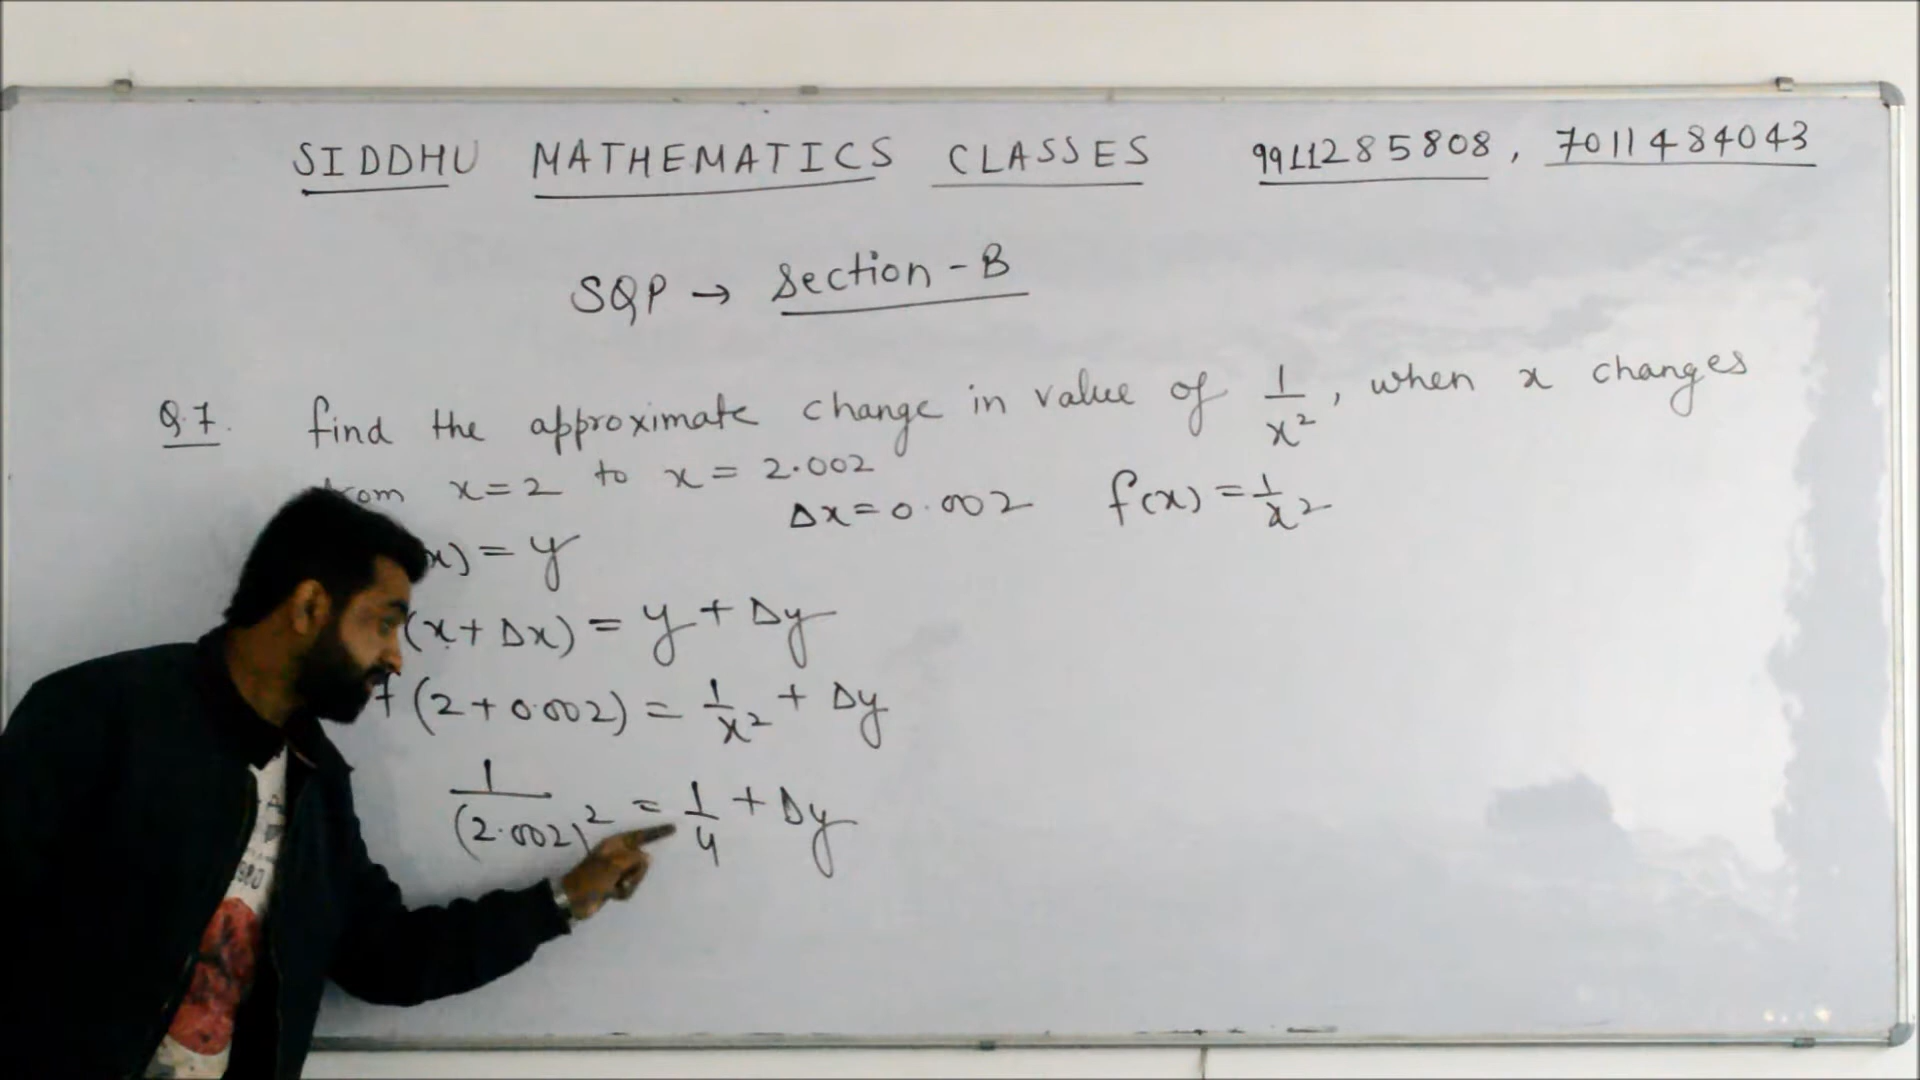 SIDDHU MATHEMATICS CLASSES 9911285808, 7011484043
SQP → Section-B
Q.7. find the approximate change in value of 1/x², when x changes
from x=2 to x = 2.002
Δx=0.002 f(x) = 1/x²
x) = y
(x+Δx) = y + Δy
f(2+0.002) = 1/x² + Δy
1/(2.002)² = 1/4 + Δy